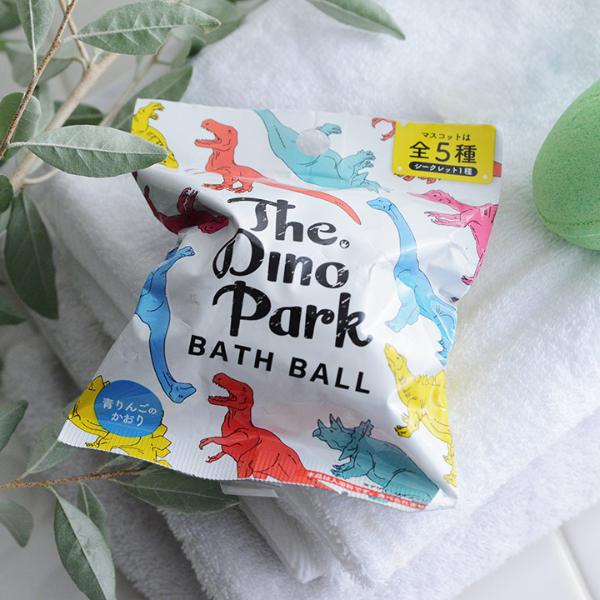 マスコットは
全5種
シークレット1種
The
Dino
Park
BATH BALL
青りんごの
かおり